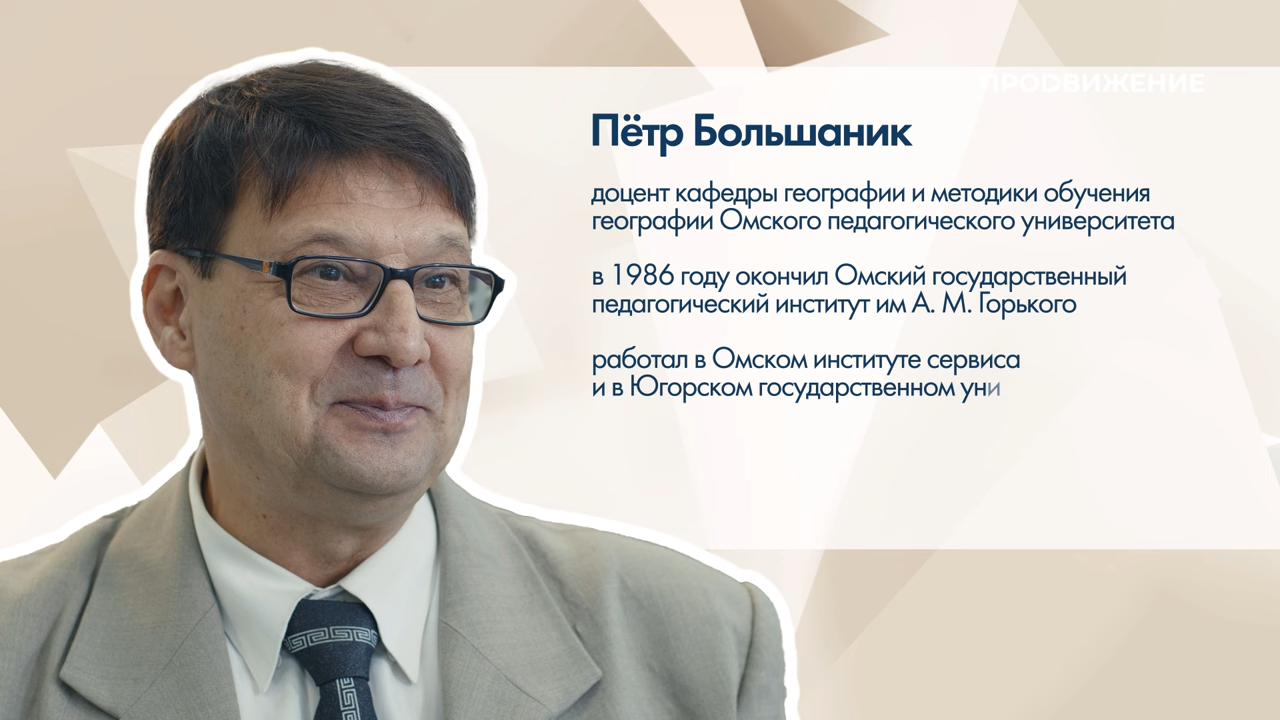 ПРОДВИЖЕНИЕ
Пётр Большаник
доцент кафедры географии и методики обучения
географии Омского педагогического университета
в 1986 году окончил Омский государственный
педагогический институт им А. М. Горького
работал в Омском институте сервиса
и в Югорском государственном уни